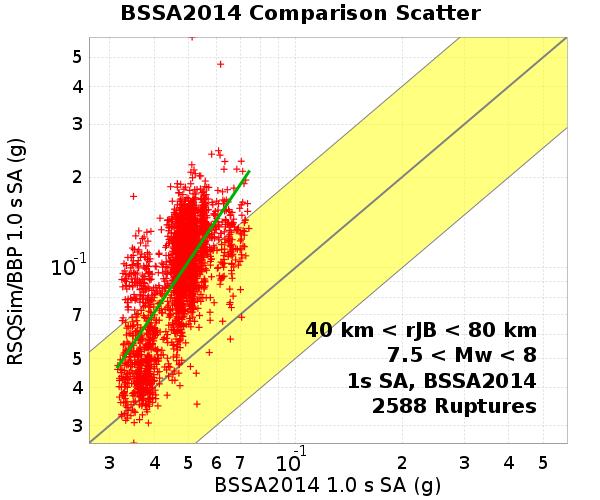 BSSA2014 Comparison Scatter
RSQSim/BBP 1.0 s SA (g)
5
4
3
2
10-1
7
5
4
3
40 km < rJB < 80 km
7.5 < Mw < 8
1s SA, BSSA2014
2588 Ruptures
3 4 5 6 7 10-1 2 3 4 5
BSSA2014 1.0 s SA (g)